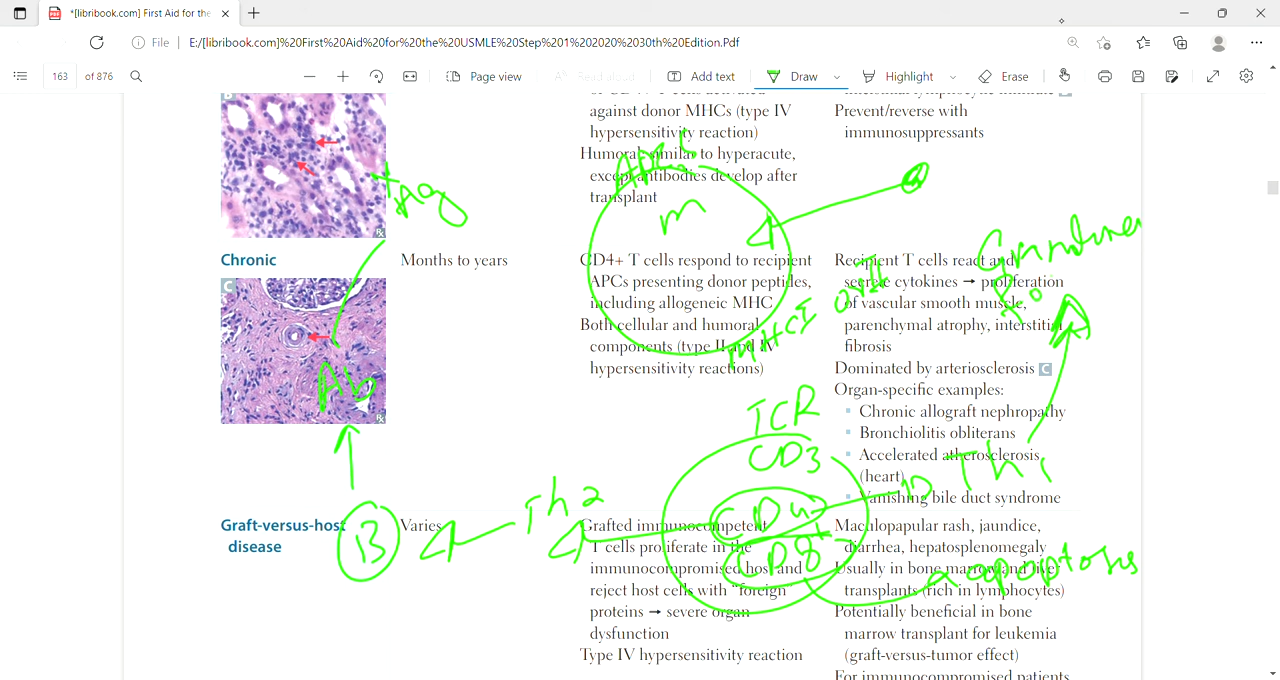 *[libribook.com] First Aid for the
File E:/[libribook.com]%20First%20Aid%20for%20the%20USMLE%20Step%201%202020%2030th%20Edition.Pdf
163 of 876
Page view
Read aloud
Add text
Draw
Highlight
Erase
against donor MHCs (type IV
hypersensitivity reaction)
Humoral: similar to hyperacute,
except antibodies develop after
transplant
Prevent/reverse with
immunosuppressants
Chronic
Months to years
CD4+ T cells respond to recipient
APCs presenting donor peptides,
including allogeneic MHC
Both cellular and humoral
components (type II and IV
hypersensitivity reactions)
Recipient T cells react and
secrete cytokines → proliferation
of vascular smooth muscle,
parenchymal atrophy, interstitial
fibrosis
Dominated by arteriosclerosis C
Organ-specific examples:
Chronic allograft nephropathy
Bronchiolitis obliterans
Accelerated atherosclerosis
(heart)
Vanishing bile duct syndrome
Graft-versus-host
disease
Varies
Grafted immunocompetent
T cells proliferate in the
immunocompromised host and
reject host cells with "foreign"
proteins → severe organ
dysfunction
Type IV hypersensitivity reaction
Maculopapular rash, jaundice,
diarrhea, hepatosplenomegaly
Usually in bone marrow and liver
transplants (rich in lymphocytes)
Potentially beneficial in bone
marrow transplant for leukemia
(graft-versus-tumor effect)
For immunocompromised patients
C
Rx
Rx
APCs
m
MHC I or II
TCR
CD3
CD4
CD8
Th1
Th2
B
Ab
Ag
apoptosis